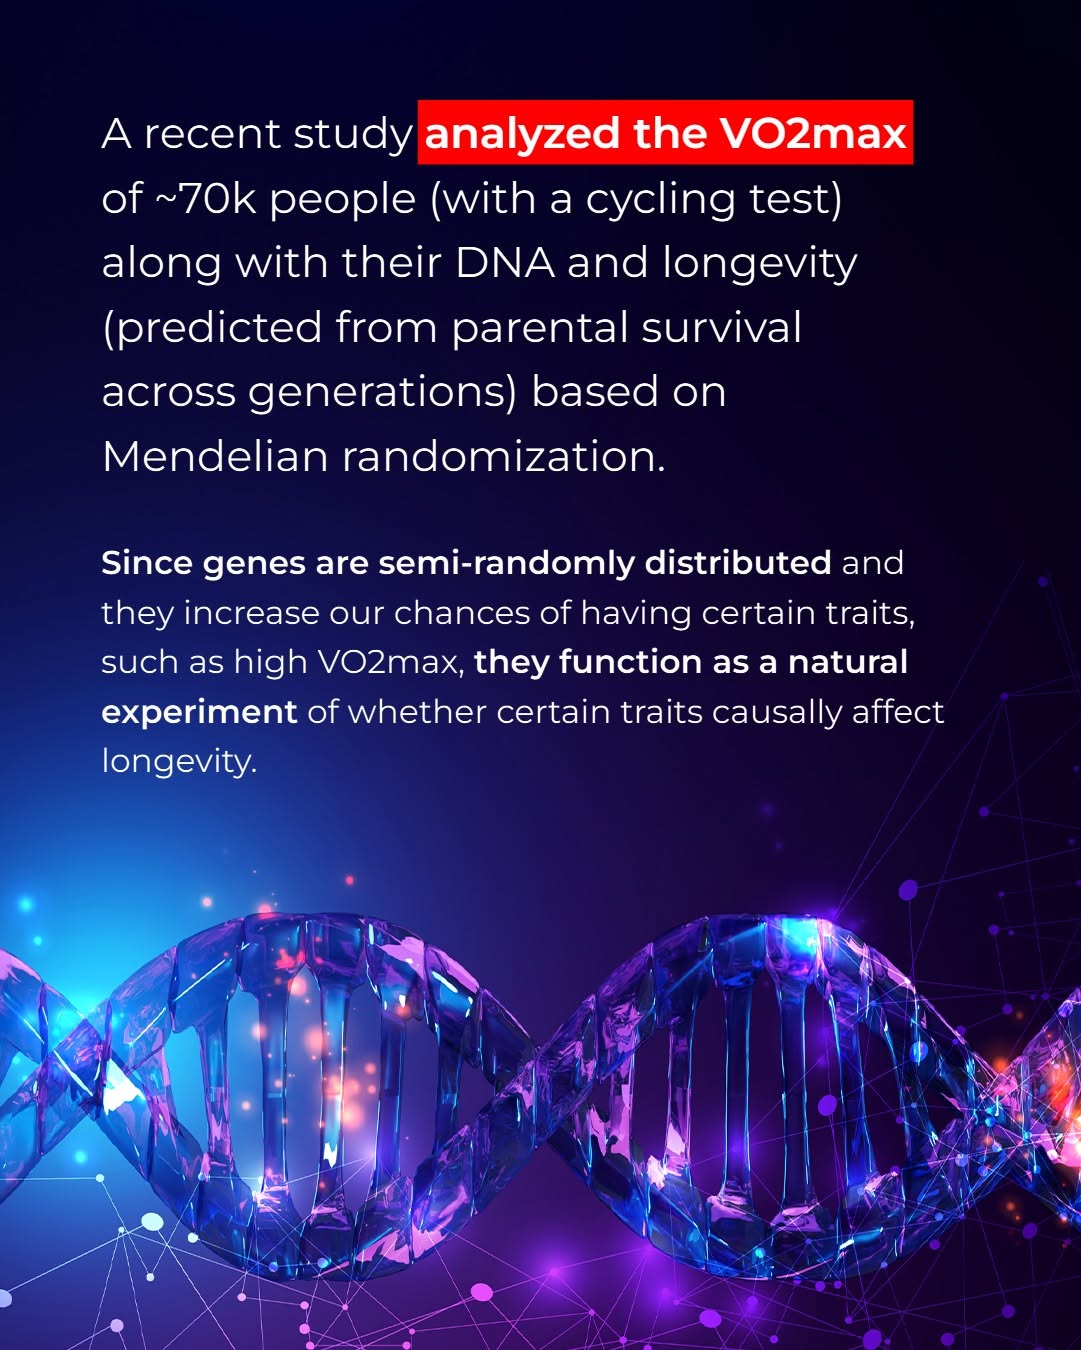 A recent study analyzed the VO2max
of ~70k people (with a cycling test)
along with their DNA and longevity
(predicted from parental survival
across generations) based on
Mendelian randomization.
Since genes are semi-randomly distributed and
they increase our chances of having certain traits,
such as high VO2max, they function as a natural
experiment of whether certain traits causally affect
longevity.